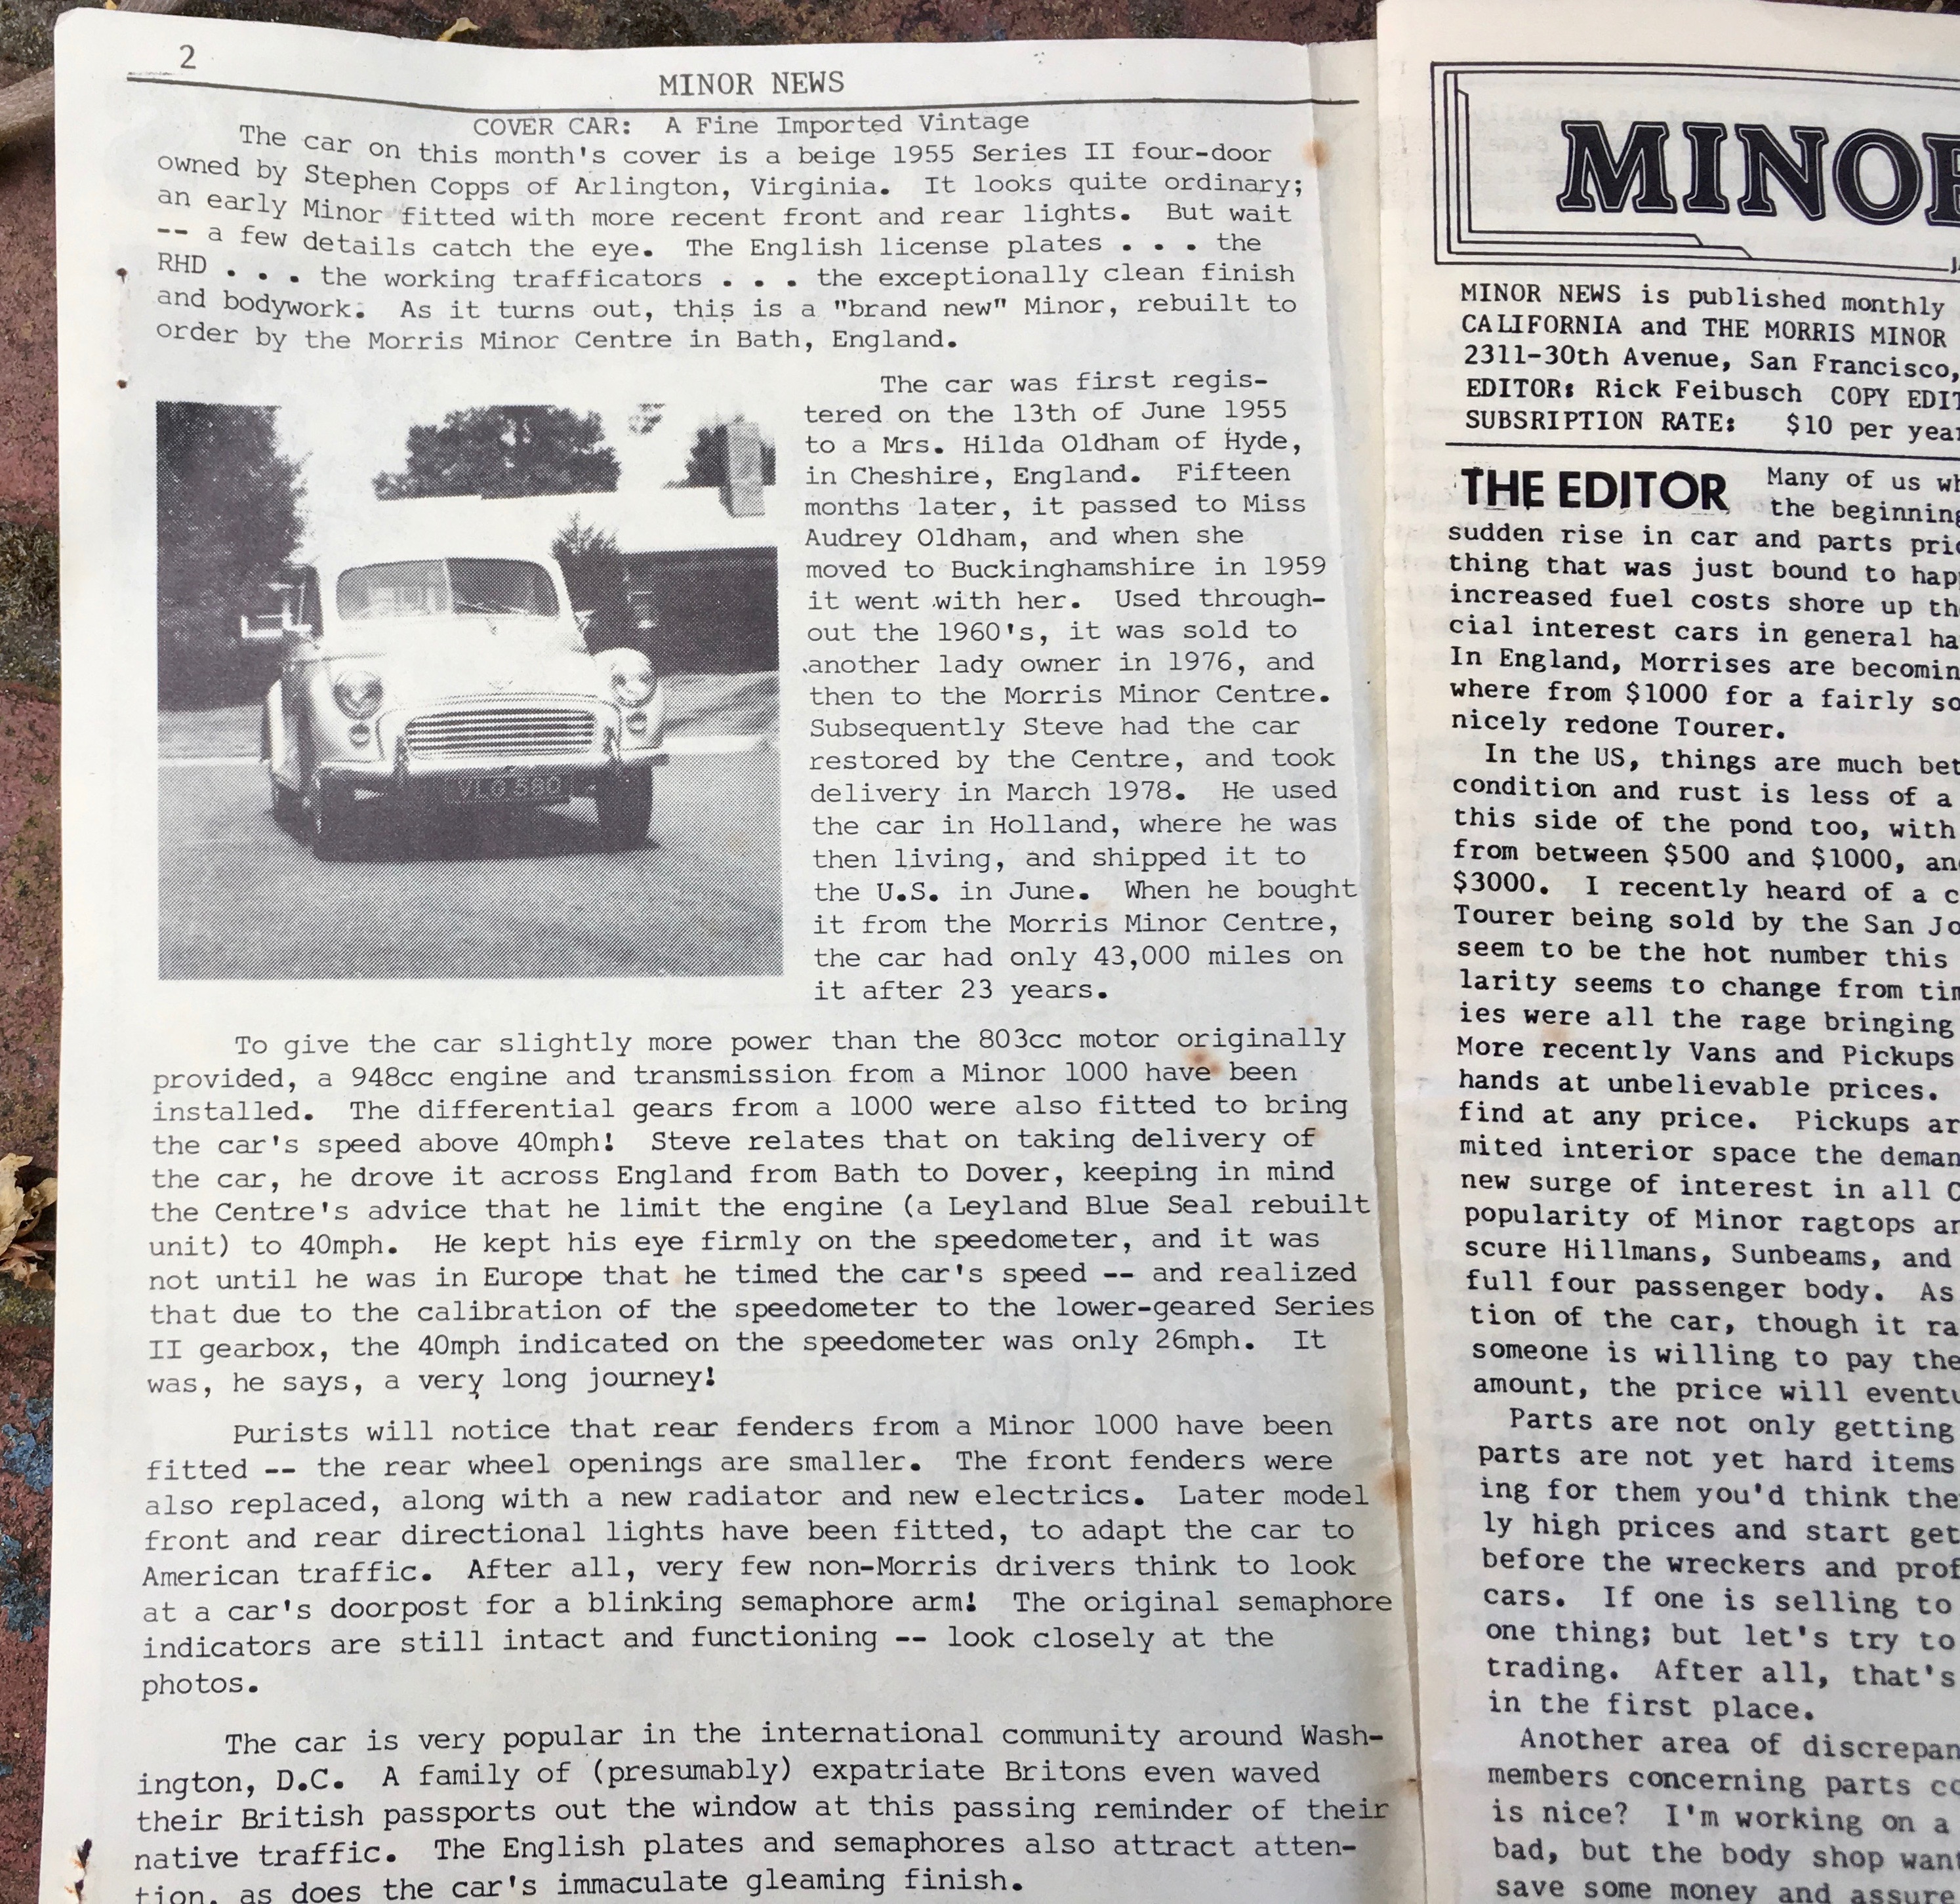 2
MINOR NEWS
COVER CAR: A Fine Imported Vintage
The car on this month's cover is a beige 1955 Series II four-door
owned by Stephen Copps of Arlington, Virginia. It looks quite ordinary;
an early Minor fitted with more recent front and rear lights. But wait
-- a few details catch the eye. The English license plates . . . the
RHD . . . the working trafficators . . . the exceptionally clean finish
and bodywork. As it turns out, this is a "brand new" Minor, rebuilt to
order by the Morris Minor Centre in Bath, England.
The car was first regis-
tered on the 13th of June 1955
to a Mrs. Hilda Oldham of Hyde,
in Cheshire, England. Fifteen
months later, it passed to Miss
Audrey Oldham, and when she
moved to Buckinghamshire in 1959
it went with her. Used through-
out the 1960's, it was sold to
another lady owner in 1976, and
then to the Morris Minor Centre.
Subsequently Steve had the car
restored by the Centre, and took
delivery in March 1978. He used
the car in Holland, where he was
then living, and shipped it to
the U.S. in June. When he bought
it from the Morris Minor Centre,
the car had only 43,000 miles on
it after 23 years.
VLG 580
To give the car slightly more power than the 803cc motor originally
provided, a 948cc engine and transmission from a Minor 1000 have been
installed. The differential gears from a 1000 were also fitted to bring
the car's speed above 40mph! Steve relates that on taking delivery of
the car, he drove it across England from Bath to Dover, keeping in mind
the Centre's advice that he limit the engine (a Leyland Blue Seal rebuilt
unit) to 40mph. He kept his eye firmly on the speedometer, and it was
not until he was in Europe that he timed the car's speed -- and realized
that due to the calibration of the speedometer to the lower-geared Series
II gearbox, the 40mph indicated on the speedometer was only 26mph. It
was, he says, a very long journey!
Purists will notice that rear fenders from a Minor 1000 have been
fitted -- the rear wheel openings are smaller. The front fenders were
also replaced, along with a new radiator and new electrics. Later model
front and rear directional lights have been fitted, to adapt the car to
American traffic. After all, very few non-Morris drivers think to look
at a car's doorpost for a blinking semaphore arm! The original semaphore
indicators are still intact and functioning -- look closely at the
photos.
The car is very popular in the international community around Wash-
ington, D.C. A family of (presumably) expatriate Britons even waved
their British passports out the window at this passing reminder of their
native traffic. The English plates and semaphores also attract atten-
tion, as does the car's immaculate gleaming finish.
MINOR
MINOR NEWS is published monthly
CALIFORNIA and THE MORRIS MINOR
2311-30th Avenue, San Francisco,
EDITOR: Rick Feibusch COPY EDIT
SUBSRIPTION RATE: $10 per year
THE EDITOR
Many of us wh
the beginning
sudden rise in car and parts pric
thing that was just bound to hap
increased fuel costs shore up th
cial interest cars in general ha
In England, Morrises are becomin
where from $1000 for a fairly so
nicely redone Tourer.
In the US, things are much bet
condition and rust is less of a
this side of the pond too, with
from between $500 and $1000, an
$3000. I recently heard of a c
Tourer being sold by the San Jo
seem to be the hot number this
larity seems to change from tim
ies were all the rage bringing
More recently Vans and Pickups
hands at unbelievable prices.
find at any price. Pickups ar
mited interior space the deman
new surge of interest in all C
popularity of Minor ragtops ar
scure Hillmans, Sunbeams, and
full four passenger body. As
tion of the car, though it ra
someone is willing to pay the
amount, the price will eventu
Parts are not only getting
parts are not yet hard items
ing for them you'd think the
ly high prices and start get
before the wreckers and prof
cars. If one is selling to
one thing; but let's try to
trading. After all, that's
in the first place.
Another area of discrepan
members concerning parts co
is nice? I'm working on a
bad, but the body shop want
save some money and assure